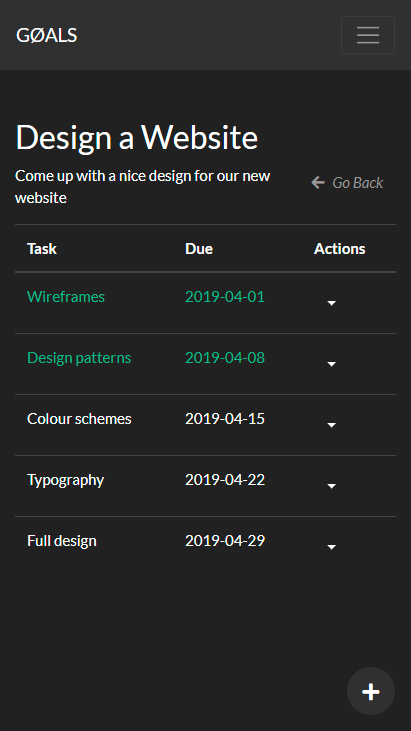 GØALS
Design a Website
Come up with a nice design for our new
website
Go Back
Task Due Actions
Wireframes 2019-04-01
Design patterns 2019-04-08
Colour schemes 2019-04-15
Typography 2019-04-22
Full design 2019-04-29